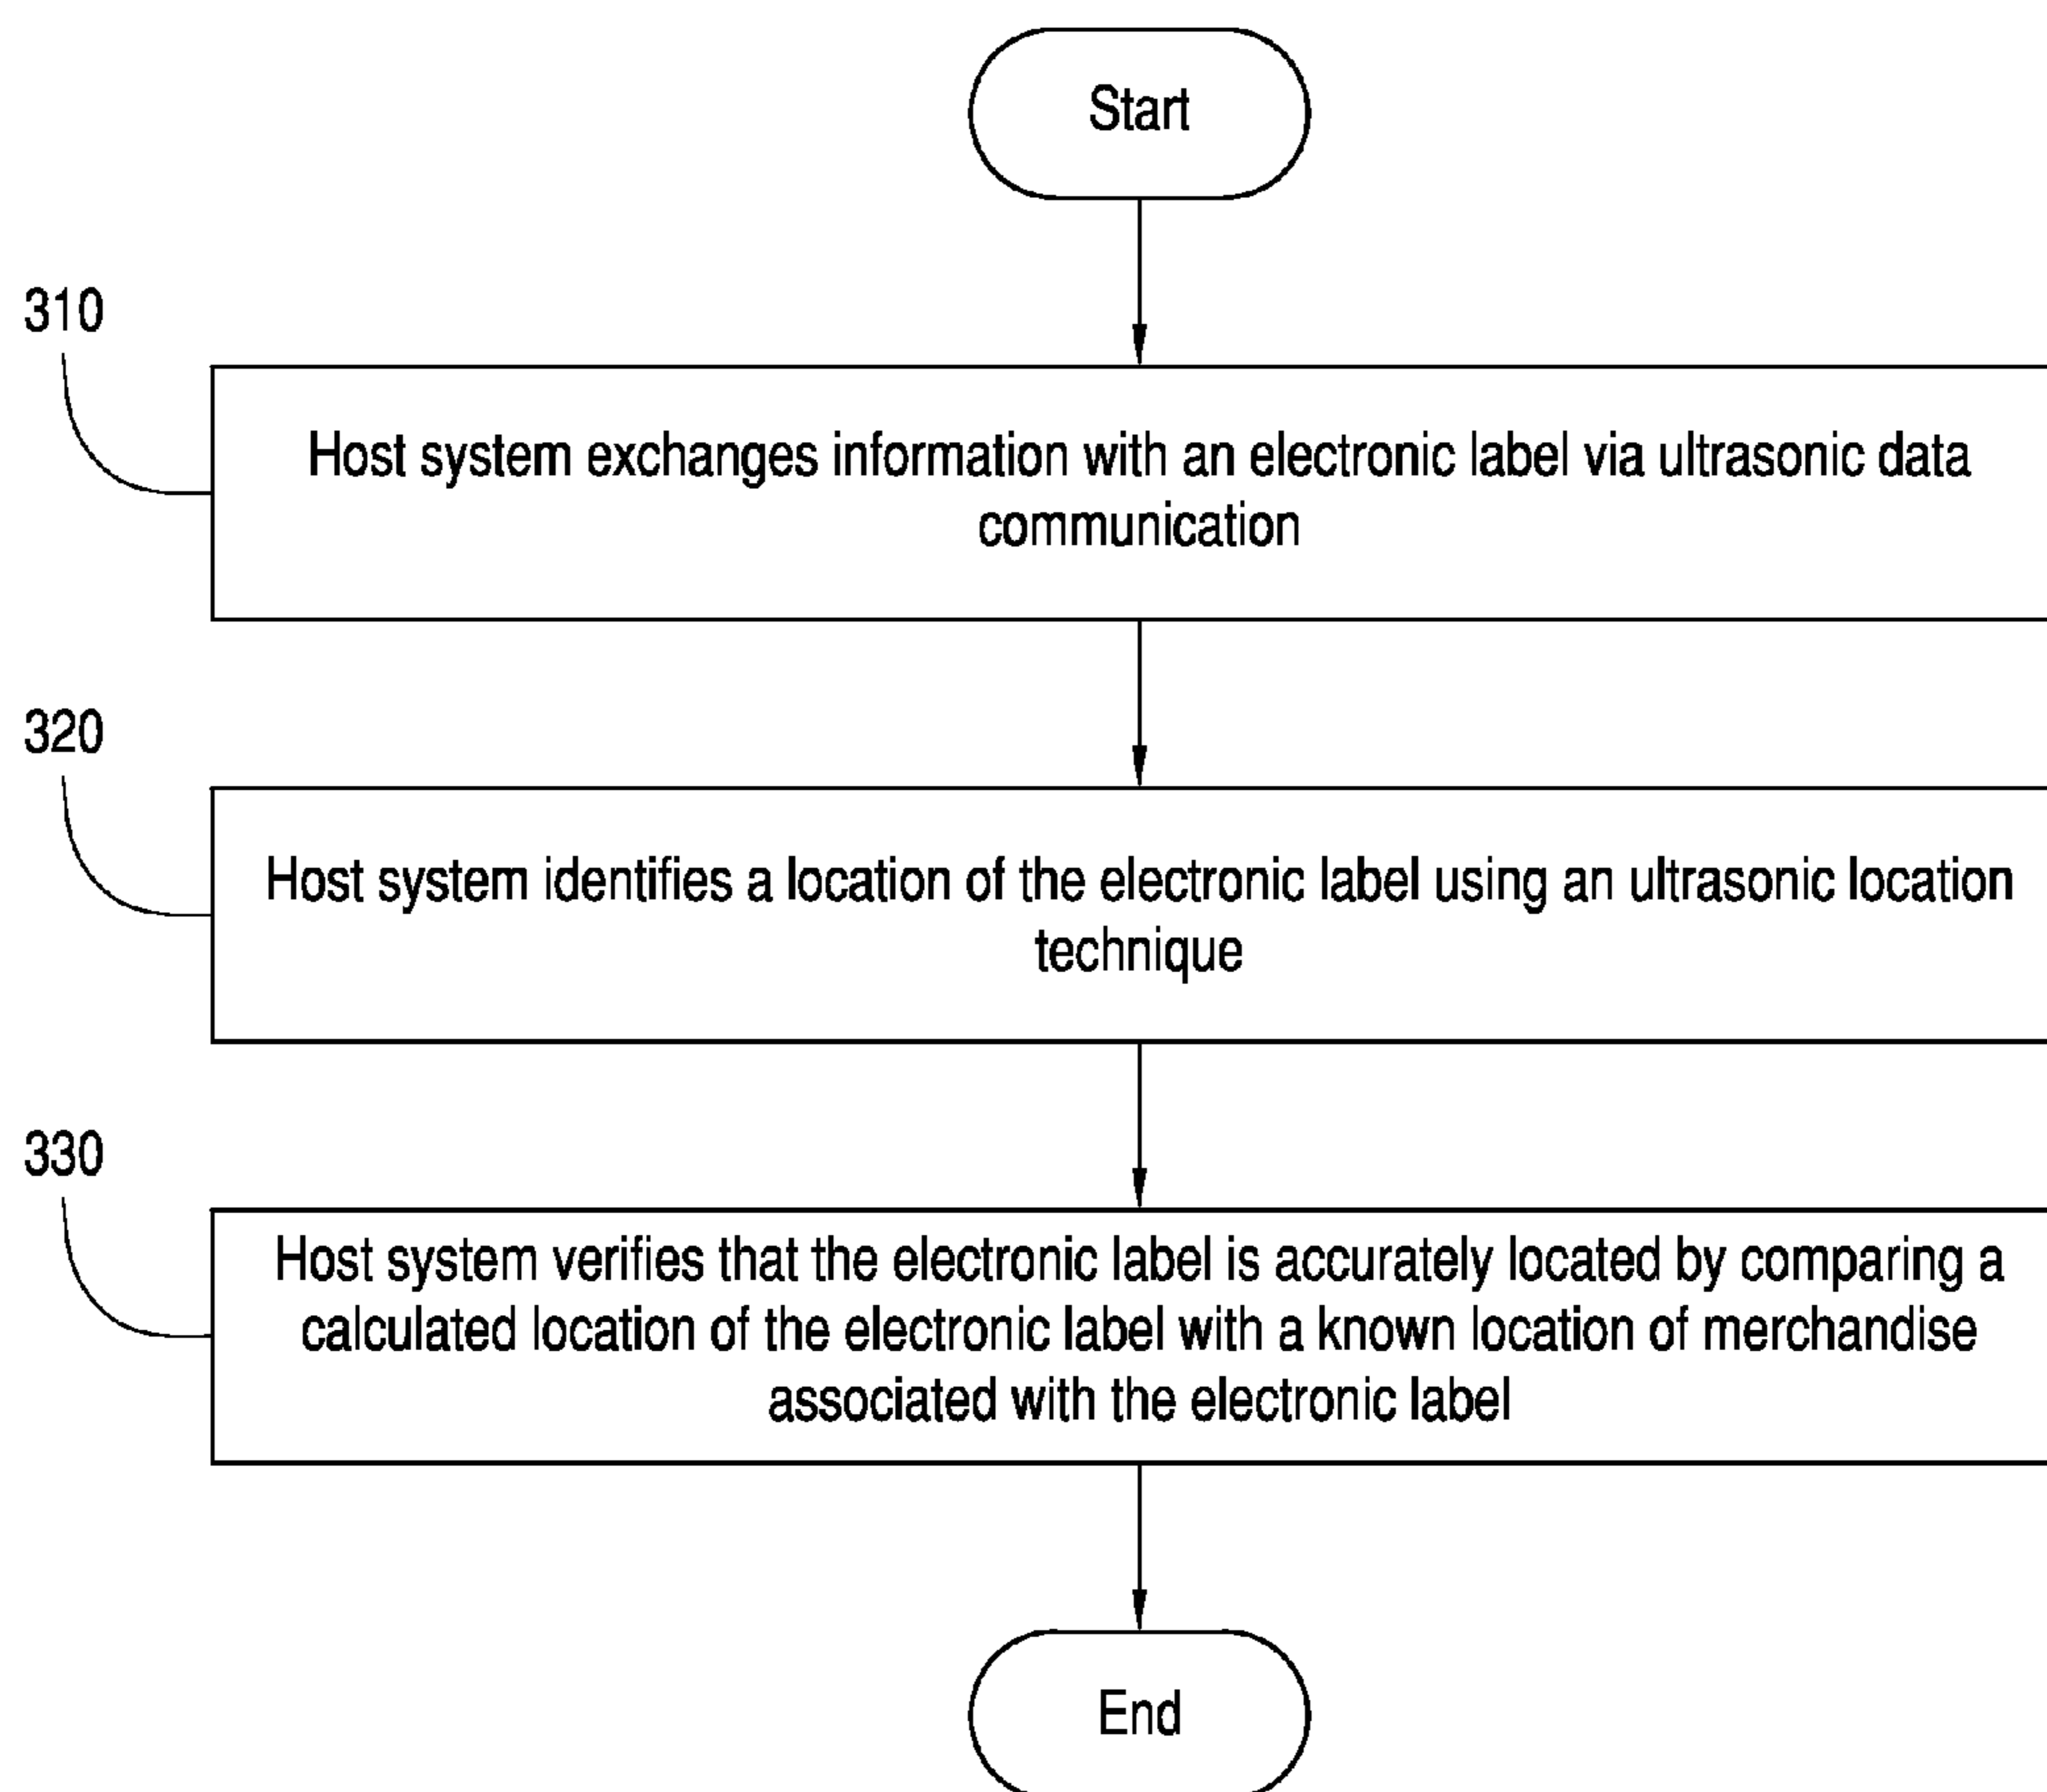 Start
310
Host system exchanges information with an electronic label via ultrasonic data
communication
320
Host system identifies a location of the electronic label using an ultrasonic location
technique
330
Host system verifies that the electronic label is accurately located by comparing a
calculated location of the electronic label with a known location of merchandise
associated with the electronic label
End